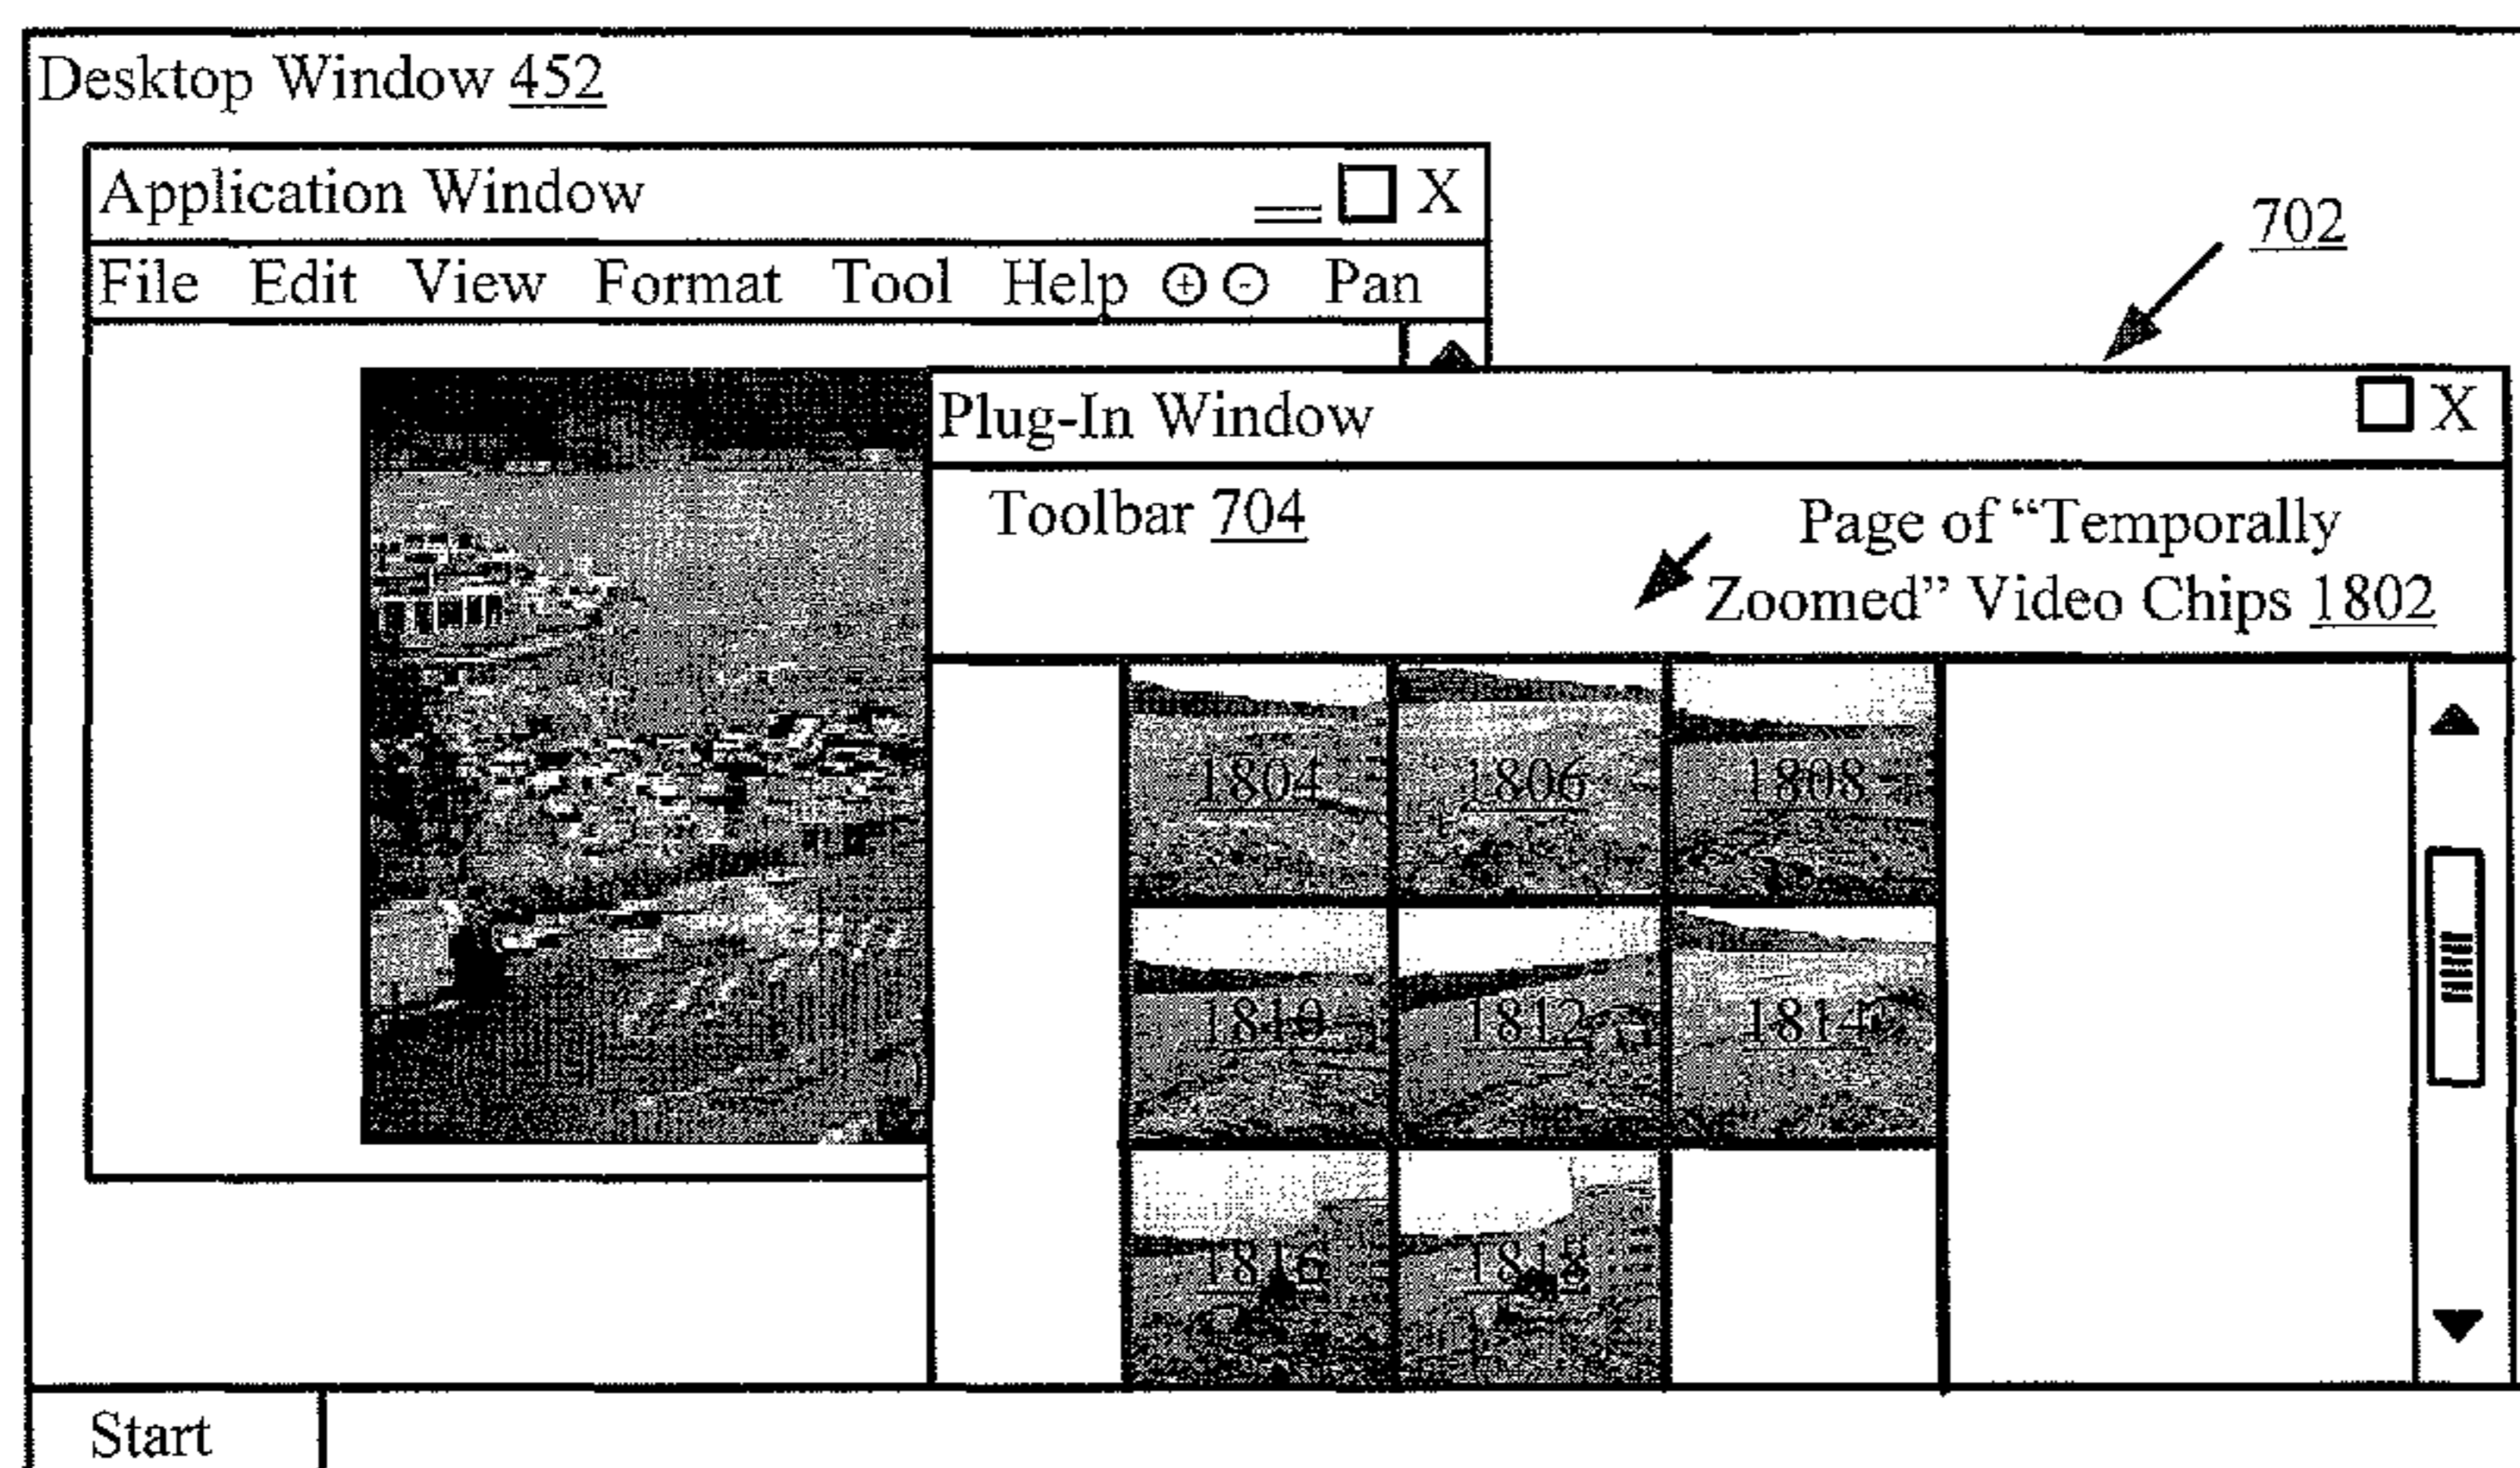 Desktop Window 452
Application Window X
File Edit View Format Tool Help + - Pan
702
Plug-In Window X
Toolbar 704
Page of “Temporally
Zoomed” Video Chips 1802
1804 1806 1808
1810 1812 1814
1816 1818
Start